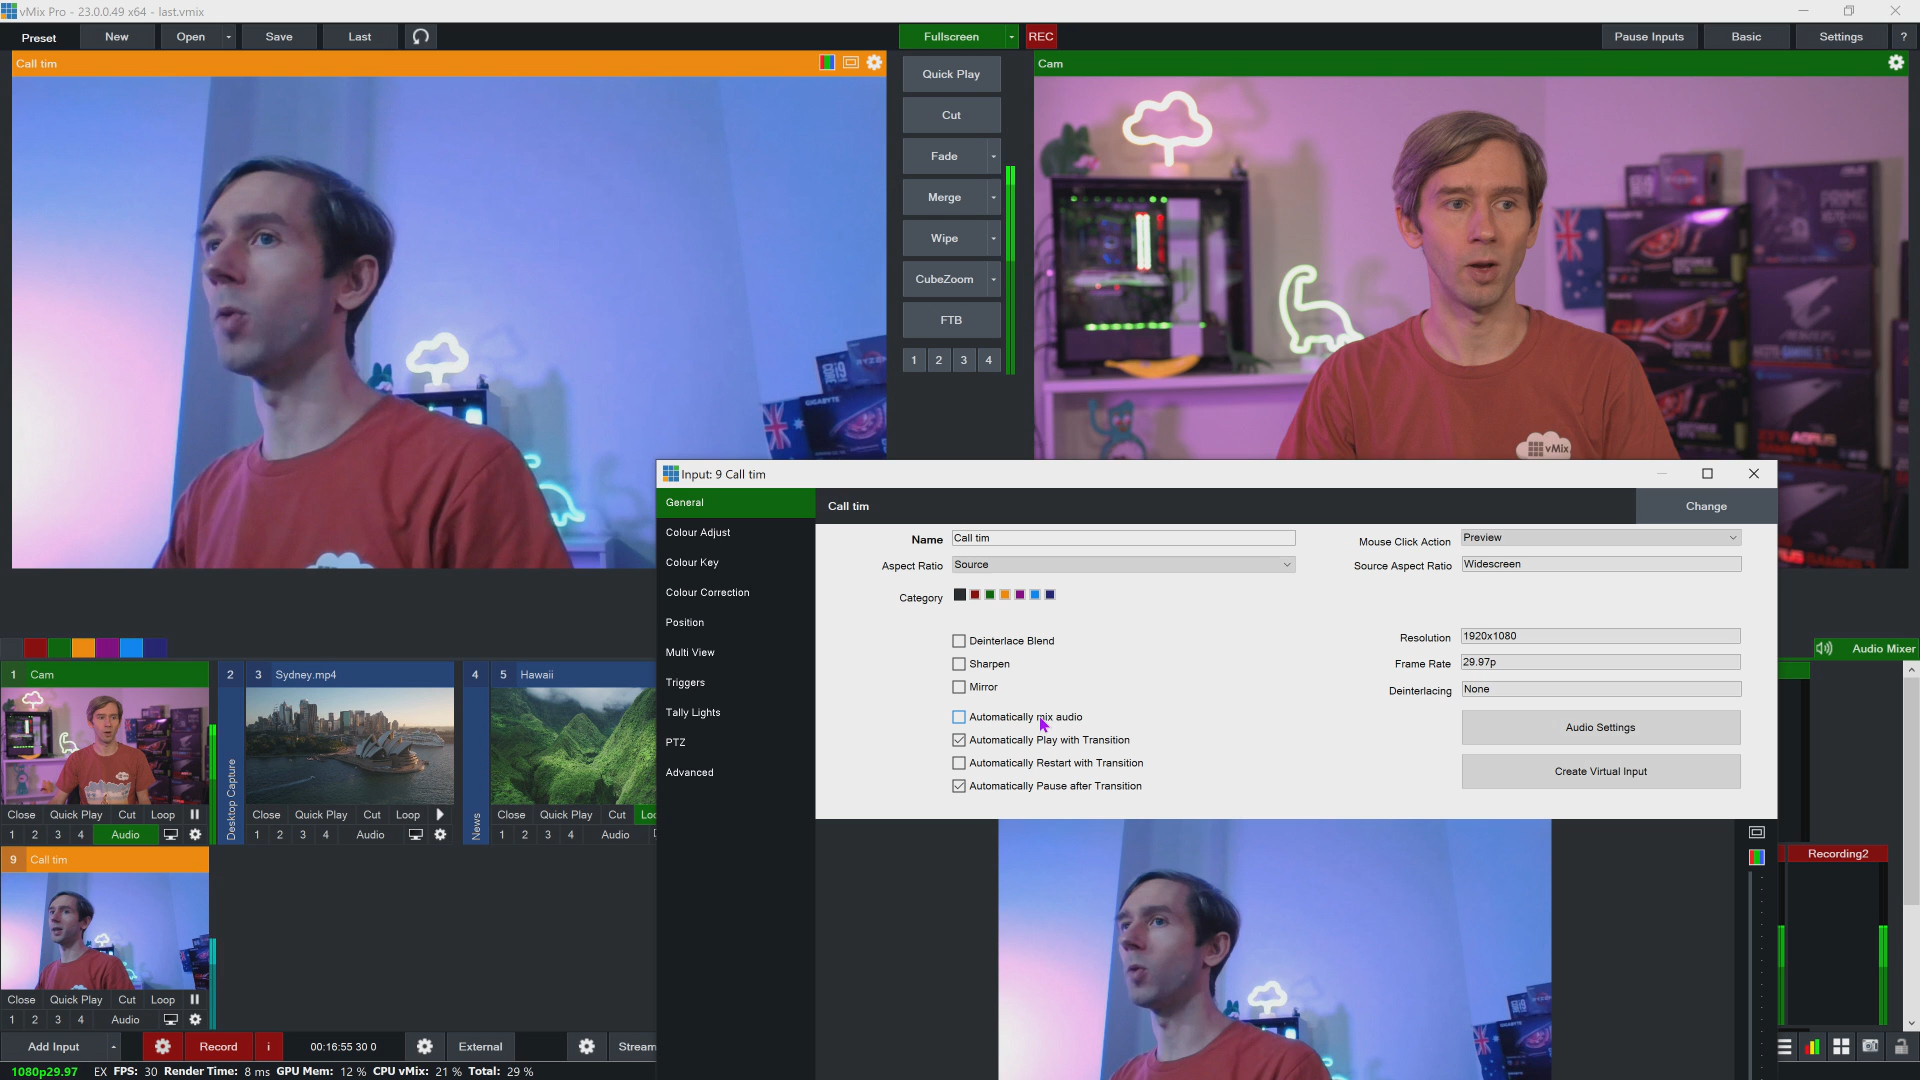 vMix Pro - 23.0.0.49 x64 - last.vmix
Preset
New
Open
Save
Last
Fullscreen
REC
Pause Inputs
Basic
Settings
?
Call tim
Quick Play
Cut
Fade
Merge
Wipe
CubeZoom
FTB
1 2 3 4
Cam
GIGABYTE
vMix
Input: 9 Call tim
General
Colour Adjust
Colour Key
Colour Correction
Position
Multi View
Triggers
Tally Lights
PTZ
Advanced
Call tim
Change
Name
Call tim
Aspect Ratio
Source
Category
Deinterlace Blend
Sharpen
Mirror
Automatically mix audio
Automatically Play with Transition
Automatically Restart with Transition
Automatically Pause after Transition
Mouse Click Action
Preview
Source Aspect Ratio
Widescreen
Resolution
1920x1080
Frame Rate
29.97p
Deinterlacing
None
Audio Settings
Create Virtual Input
Audio Mixer
1 Cam
Close Quick Play Cut Loop
1 2 3 4 Audio
2
Desktop Capture
3 Sydney.mp4
Close Quick Play Cut Loop
1 2 3 4 Audio
4
News
5 Hawaii
Close Quick Play Cut
1 2 3 4 Audio
9 Call tim
Close Quick Play Cut Loop
1 2 3 4 Audio
Recording2
Add Input
Record
i
00:16:55 30 0
External
Stream
1080p29.97 EX FPS: 30 Render Time: 8 ms GPU Mem: 12 % CPU vMix: 21 % Total: 29 %